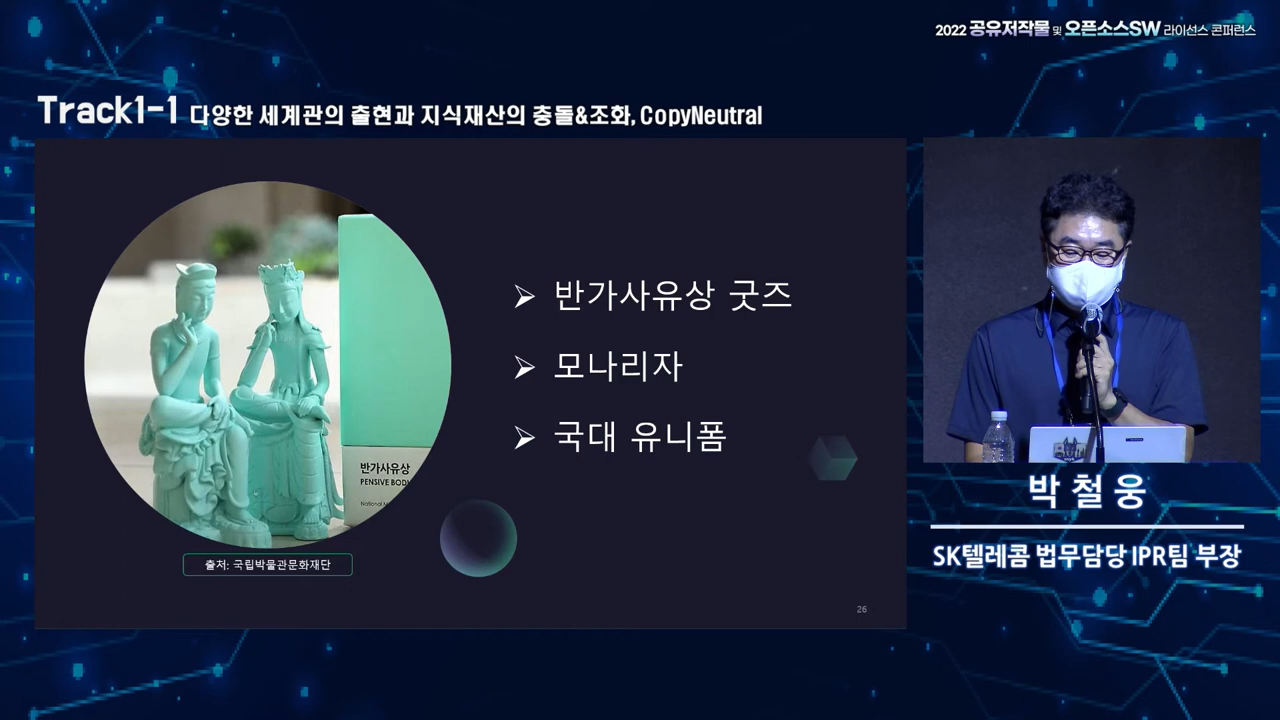 2022 공유저작물 및 오픈소스SW 라이선스 콘퍼런스
Track1-1 다양한 세계관의 출현과 지식재산의 충돌&조화, CopyNeutral
➢ 반가사유상 굿즈
➢ 모나리자
➢ 국대 유니폼
반가사유상
PENSIVE
National
출처: 국립박물관문화재단
26
박철웅
SK텔레콤 법무담당 IPR팀 부장